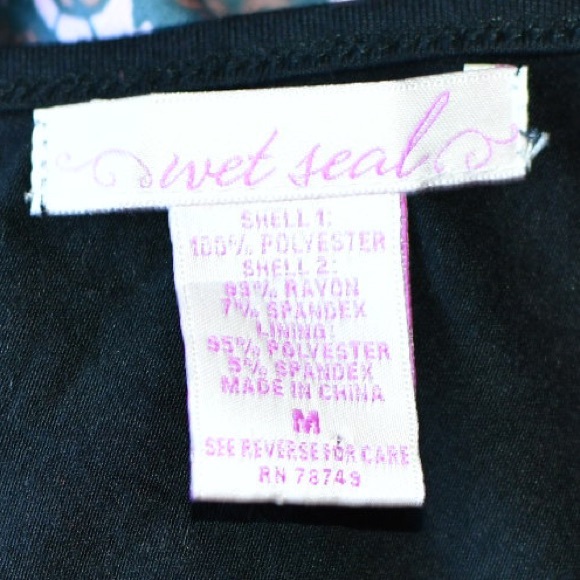 wet seal
SHELL 1:
100% POLYESTER
SHELL 2:
93% RAYON
7% SPANDEX
LINING:
95% POLYESTER
5% SPANDEX
MADE IN CHINA
M
SEE REVERSE FOR CARE
RN 78749